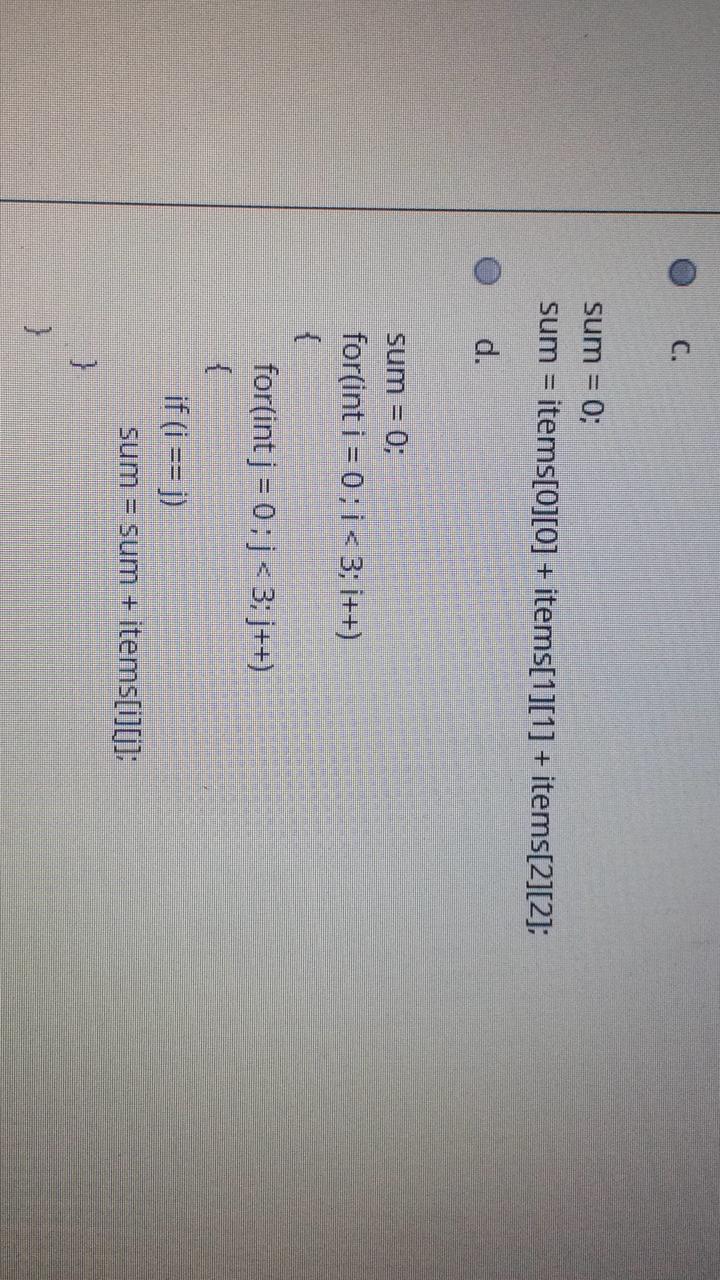 c.
sum = 0;
sum = items[0][0] + items[1][1] + items[2][2];
d.
sum = 0;
for(int i = 0 ; i < 3; i++)
{
for(int j = 0 ; j < 3; j++)
{
if (i == j)
sum = sum + items[i][j];
}
}